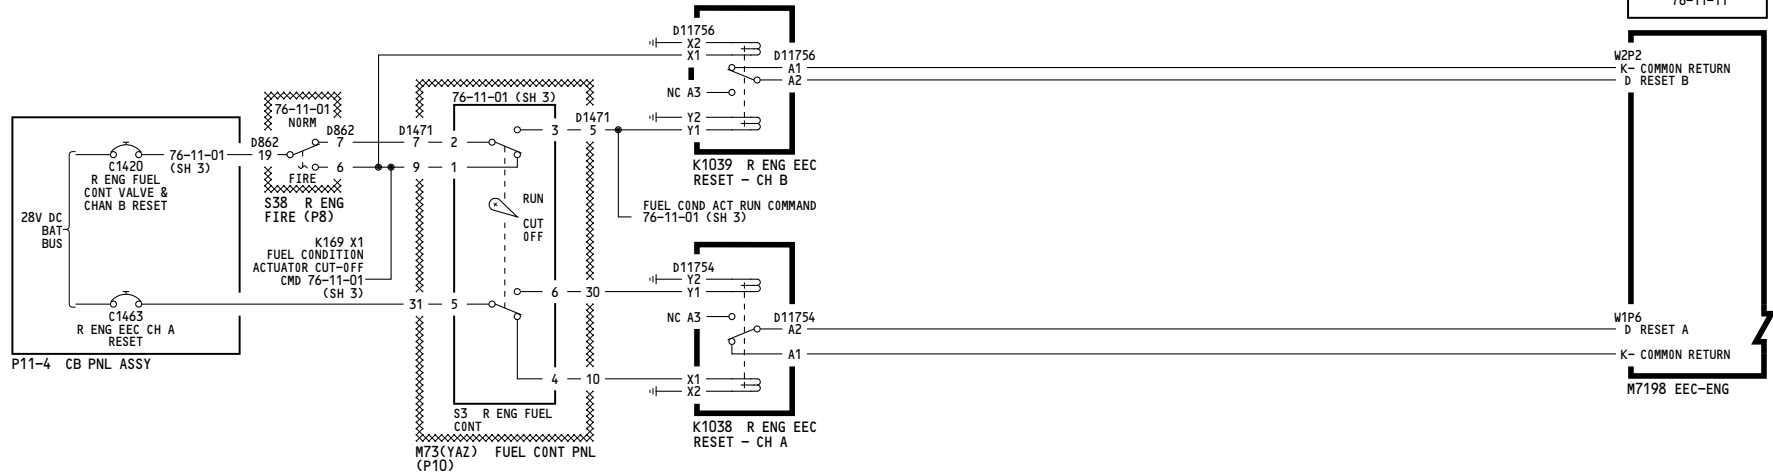 76-11-11
D11756
X2
X1
D11756
A1
A2
NC A3
Y2
Y1
K1039 R ENG EEC
RESET - CH B
W2P2
K- COMMON RETURN
D RESET B
76-11-01
NORM
D862
19
D862
7
6
FIRE
S38 R ENG
FIRE (P8)
76-11-01
(SH 3)
C1420
R ENG FUEL
CONT VALVE &
CHAN B RESET
28V DC
BAT
BUS
C1463
R ENG EEC CH A
RESET
P11-4 CB PNL ASSY
K169 X1
FUEL CONDITION
ACTUATOR CUT-OFF
CMD 76-11-01
(SH 3)
76-11-01 (SH 3)
D1471
7
2
9
1
3
D1471
5
RUN
CUT
OFF
31
5
6
30
4
10
S3 R ENG FUEL
CONT
M73(YAZ) FUEL CONT PNL
(P10)
FUEL COND ACT RUN COMMAND
76-11-01 (SH 3)
D11754
Y2
Y1
NC A3
D11754
A2
A1
X1
X2
K1038 R ENG EEC
RESET - CH A
W1P6
D RESET A
K- COMMON RETURN
M7198 EEC-ENG